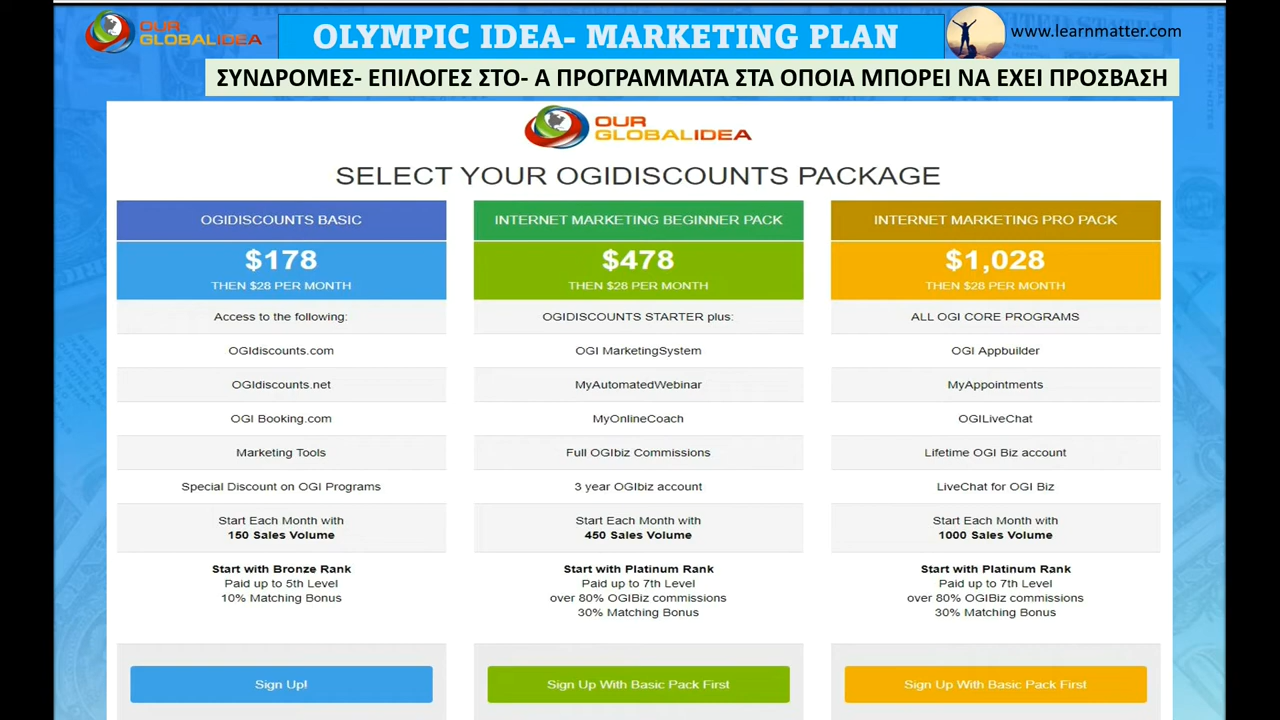 OUR
GLOBALIDEA
OLYMPIC IDEA- MARKETING PLAN
www.learnmatter.com
ΣΥΝΔΡΟΜΕΣ- ΕΠΙΛΟΓΕΣ ΣΤΟ- Α ΠΡΟΓΡΑΜΜΑΤΑ ΣΤΑ ΟΠΟΙΑ ΜΠΟΡΕΙ ΝΑ ΕΧΕΙ ΠΡΟΣΒΑΣΗ
OUR
GLOBALIDEA
SELECT YOUR OGIDISCOUNTS PACKAGE
OGIDISCOUNTS BASIC
$178
THEN $28 PER MONTH
Access to the following:
OGIdiscounts.com
OGIdiscounts.net
OGI Booking.com
Marketing Tools
Special Discount on OGI Programs
Start Each Month with
150 Sales Volume
Start with Bronze Rank
Paid up to 5th Level
10% Matching Bonus
Sign Up!
INTERNET MARKETING BEGINNER PACK
$478
THEN $28 PER MONTH
OGIDISCOUNTS STARTER plus:
OGI MarketingSystem
MyAutomatedWebinar
MyOnlineCoach
Full OGIbiz Commissions
3 year OGIbiz account
Start Each Month with
450 Sales Volume
Start with Platinum Rank
Paid up to 7th Level
over 80% OGIBiz commissions
30% Matching Bonus
Sign Up With Basic Pack First
INTERNET MARKETING PRO PACK
$1,028
THEN $28 PER MONTH
ALL OGI CORE PROGRAMS
OGI Appbuilder
MyAppointments
OGILiveChat
Lifetime OGI Biz account
LiveChat for OGI Biz
Start Each Month with
1000 Sales Volume
Start with Platinum Rank
Paid up to 7th Level
over 80% OGIBiz commissions
30% Matching Bonus
Sign Up With Basic Pack First